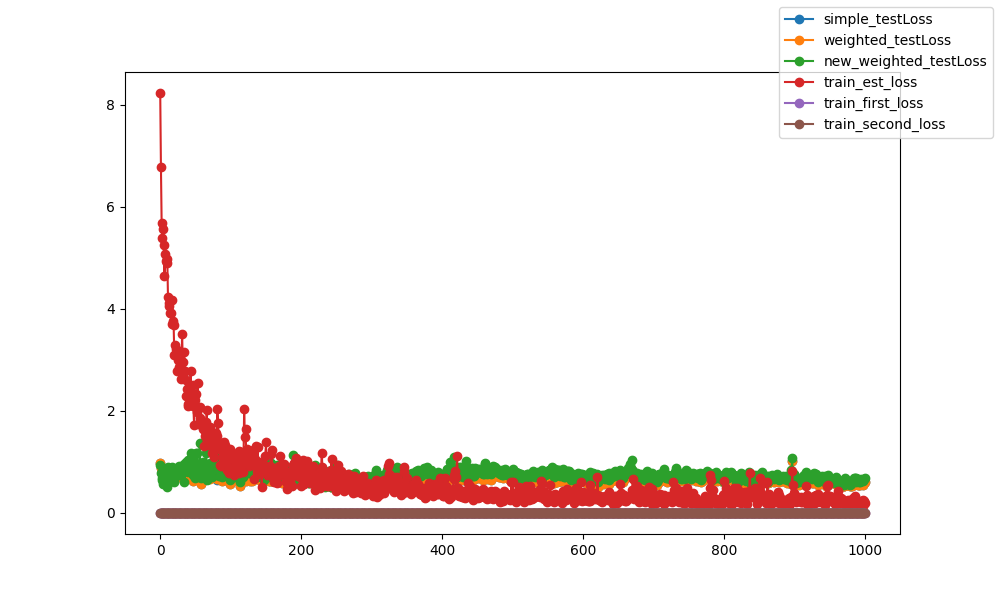 simple_testLoss
weighted_testLoss
new_weighted_testLoss
train_est_loss
train_first_loss
train_second_loss
8
6
4
2
0
0 200 400 600 800 1000